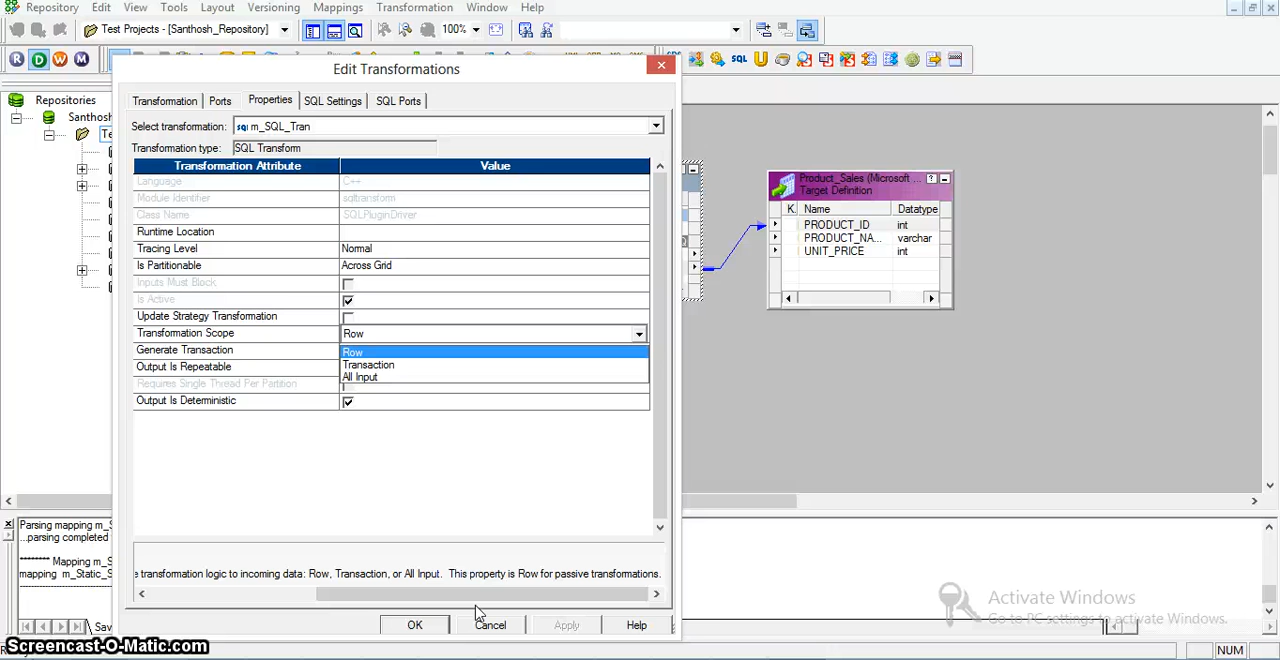 Repository Edit View Tools Layout Versioning Mappings Transformation Window Help
Test Projects - [Santhosh_Repository] 100%
R D W M SQL
Edit Transformations
Repositories
Transformation Ports Properties SQL Settings SQL Ports
Santhosh
Select transformation: sql m_SQL_Tran
Transformation type: SQL Transform
Transformation Attribute Value
Language C++
Module Identifier sqltransform
Class Name SQLPluginDriver
Runtime Location
Tracing Level Normal
Is Partitionable Across Grid
Inputs Must Block
Is Active
Update Strategy Transformation
Transformation Scope Row
Generate Transaction Row
Output Is Repeatable Transaction
All Input
Requires Single Thread Per Partition
Output Is Deterministic
Product_Sales (Microsoft ...
Target Definition
K. Name Datatype
PRODUCT_ID int
PRODUCT_NA... varchar
UNIT_PRICE int
Parsing mapping m_S
...parsing completed
******** Mapping m_S
mapping m_Static_S
e transformation logic to incoming data: Row, Transaction, or All Input. This property is Row for passive transformations.
OK Cancel Apply Help
Activate Windows
Go to PC settings to activate Windows.
Sav
Screencast-O-Matic.com
NUM